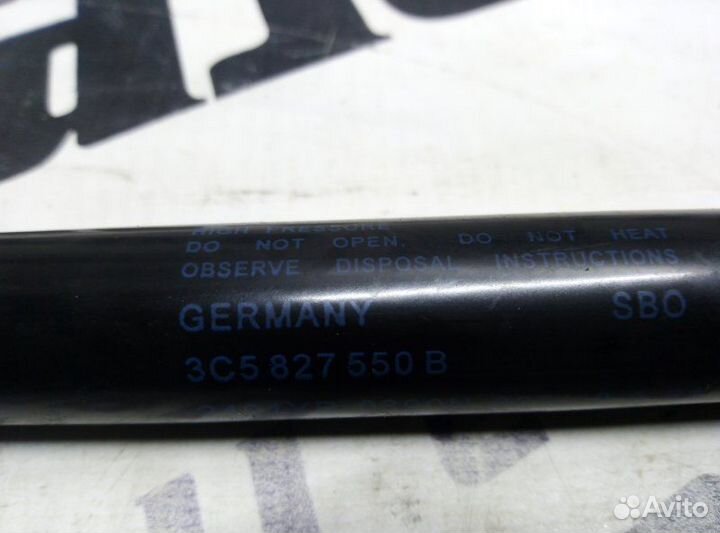 HIGH PRESSURE
DO NOT OPEN. DO NOT HEAT
OBSERVE DISPOSAL INSTRUCTIONS
GERMANY SBO
3C5 827 550 B
Avito